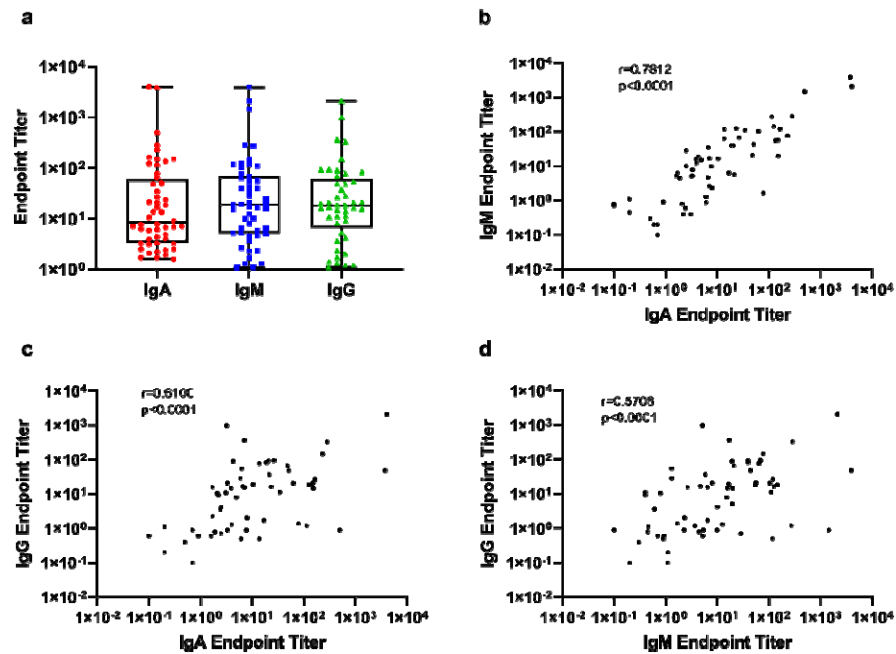 a
1×10⁴
1×10³
1×10²
1×10¹
1×10⁰
Endpoint Titer
IgA
IgM
IgG
b
r=0.7812
p<0.0001
1×10⁴
1×10³
1×10²
1×10¹
1×10⁰
1×10⁻¹
1×10⁻²
IgM Endpoint Titer
1×10⁻² 1×10⁻¹ 1×10⁰ 1×10¹ 1×10² 1×10³ 1×10⁴
IgA Endpoint Titer
c
p<0.0001
1×10⁴
1×10³
1×10²
1×10¹
1×10⁰
1×10⁻¹
1×10⁻²
IgG Endpoint Titer
1×10⁻² 1×10⁻¹ 1×10⁰ 1×10¹ 1×10² 1×10³ 1×10⁴
IgA Endpoint Titer
d
p<0.0001
1×10⁴
1×10³
1×10²
1×10¹
1×10⁰
1×10⁻¹
1×10⁻²
IgG Endpoint Titer
1×10⁻² 1×10⁻¹ 1×10⁰ 1×10¹ 1×10² 1×10³ 1×10⁴
IgM Endpoint Titer